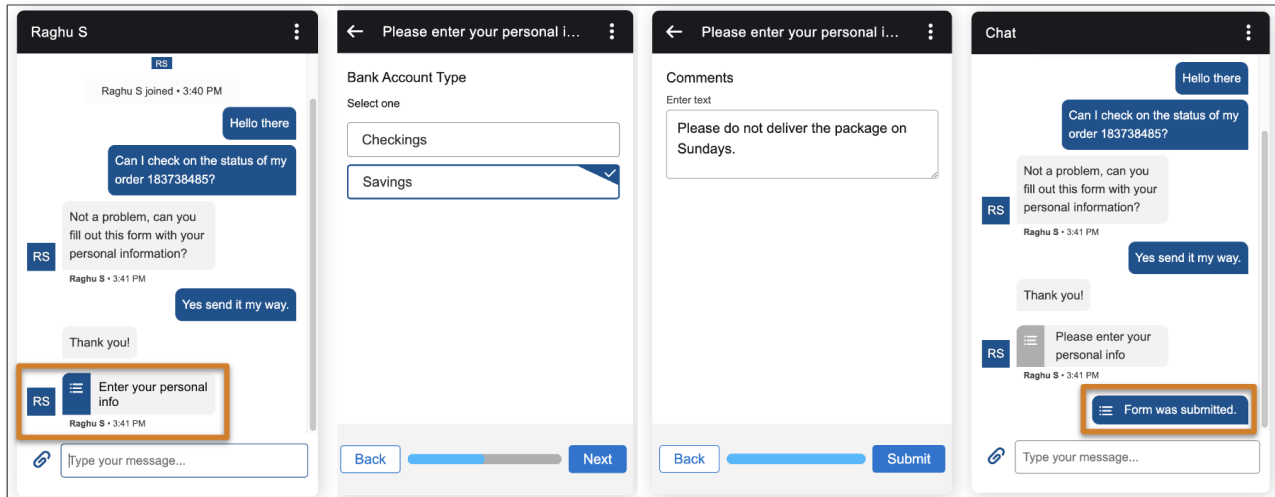 Raghu S
RS
Raghu S joined • 3:40 PM
Hello there
Can I check on the status of my
order 183738485?
Not a problem, can you
fill out this form with your
personal information?
RS
Raghu S • 3:41 PM
Yes send it my way.
Thank you!
Enter your personal
info
RS
Raghu S • 3:41 PM
Type your message...
Please enter your personal i...
Bank Account Type
Select one
Checkings
Savings
Back
Next
Please enter your personal i...
Comments
Enter text
Please do not deliver the package on
Sundays.
Back
Submit
Chat
Hello there
Can I check on the status of my
order 183738485?
Not a problem, can you
fill out this form with your
personal information?
RS
Raghu S • 3:41 PM
Yes send it my way.
Thank you!
Please enter your
personal info
RS
Raghu S • 3:41 PM
Form was submitted.
Type your message...